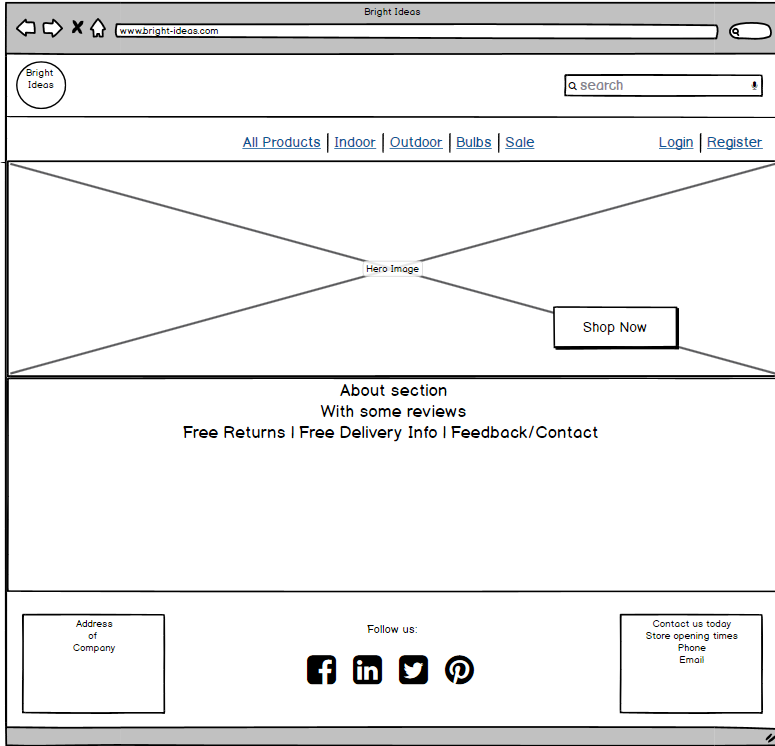 Bright Ideas
www.bright-ideas.com
Bright
Ideas
search
All Products | Indoor | Outdoor | Bulbs | Sale
Login | Register
Hero Image
Shop Now
About section
With some reviews
Free Returns | Free Delivery Info | Feedback/Contact
Address
of
Company
Follow us:
Contact us today
Store opening times
Phone
Email